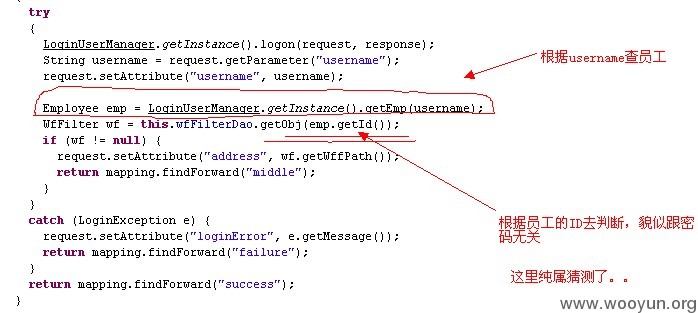 try
{
LoginUserManager.getInstance().logon(request, response);
String username = request.getParameter("username");
request.setAttribute("username", username);
根据username查员工
Employee emp = LoginUserManager.getInstance().getEmp(username);
WfFilter wf = this.wfFilterDao.getObj(emp.getId());
if (wf != null) {
request.setAttribute("address", wf.getWffPath());
return mapping.findForward("middle");
}
}
catch (LoginException e) {
request.setAttribute("loginError", e.getMessage());
return mapping.findForward("failure");
}
return mapping.findForward("success");
}
根据员工的ID去判断，貌似跟密
码无关
这里纯属猜测了。。
www.wooyun.org